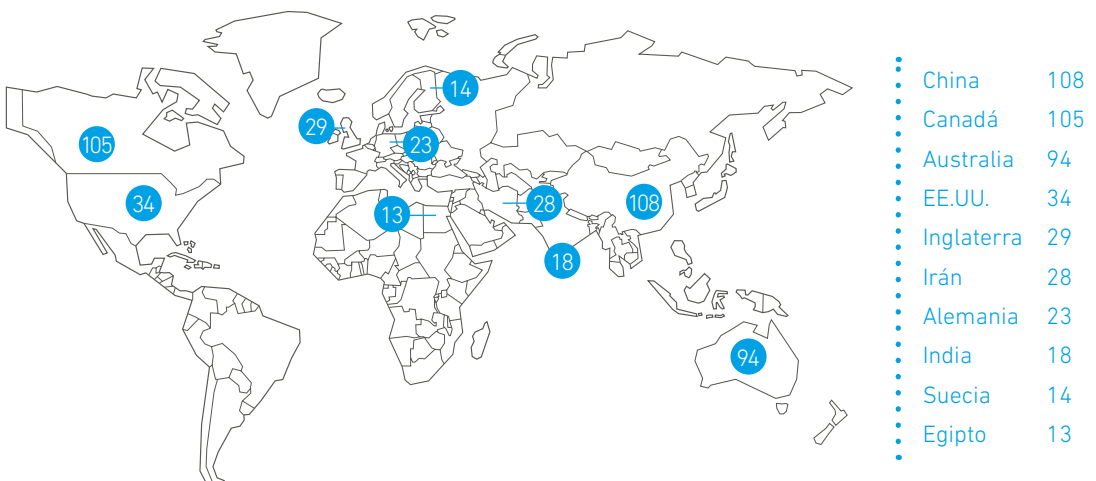 14
29
23
105
34
13
28
108
18
94
China 108
Canadá 105
Australia 94
EE.UU. 34
Inglaterra 29
Irán 28
Alemania 23
India 18
Suecia 14
Egipto 13